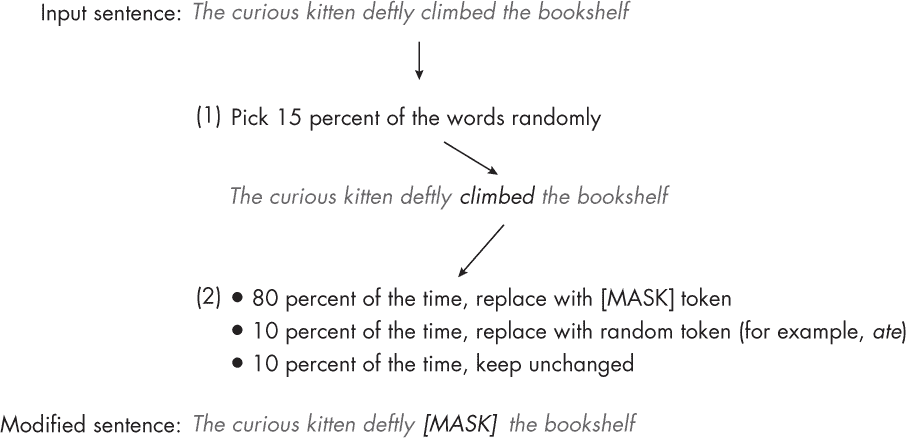 Input sentence: The curious kitten deftly climbed the bookshelf
(1) Pick 15 percent of the words randomly
The curious kitten deftly climbed the bookshelf
(2) • 80 percent of the time, replace with [MASK] token
• 10 percent of the time, replace with random token (for example, ate)
• 10 percent of the time, keep unchanged
Modified sentence: The curious kitten deftly [MASK] the bookshelf